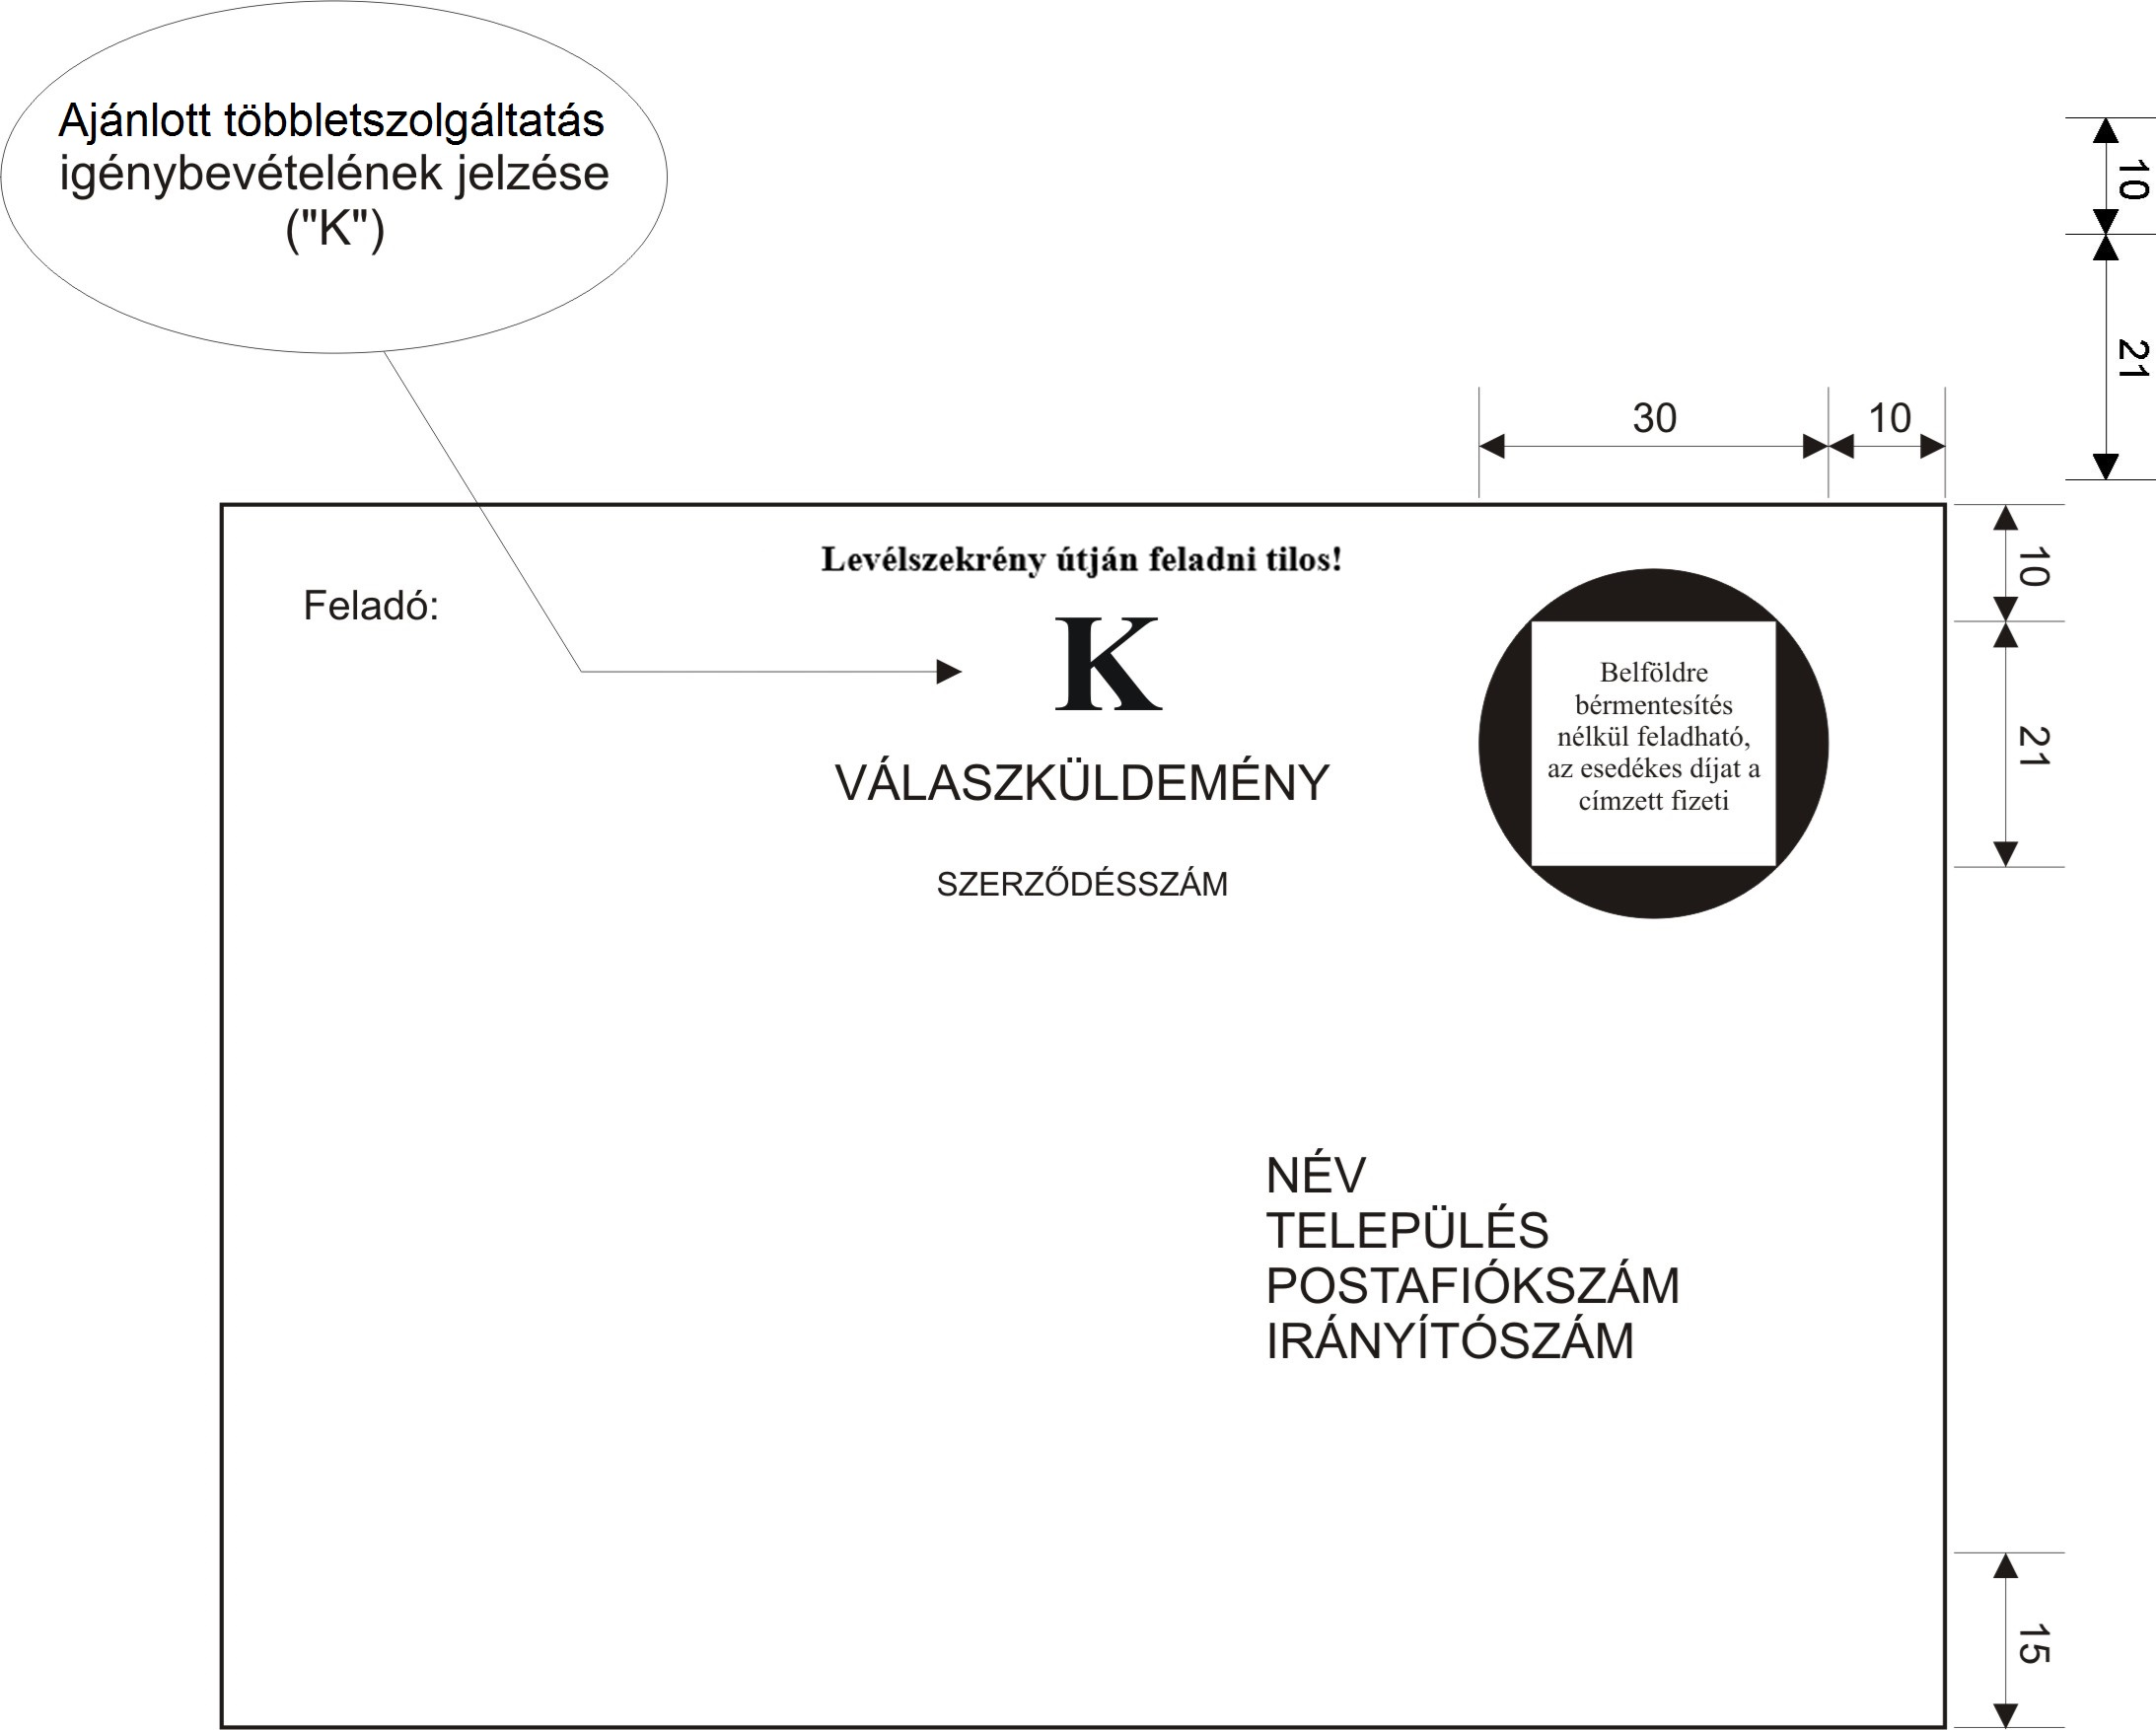 Ajánlott többletszolgáltatás
igénybevételének jelzése
("K")
10
21
30
10
Levélszekrény útján feladni tilos!
Feladó:
K
10
Belföldre
bérmentesítés
nélkül feladható,
az esedékes díjat a
címzett fizeti
21
VÁLASZKÜLDEMÉNY
SZERZŐDÉSSZÁM
NÉV
TELEPÜLÉS
POSTAFIÓKSZÁM
IRÁNYÍTÓSZÁM
15